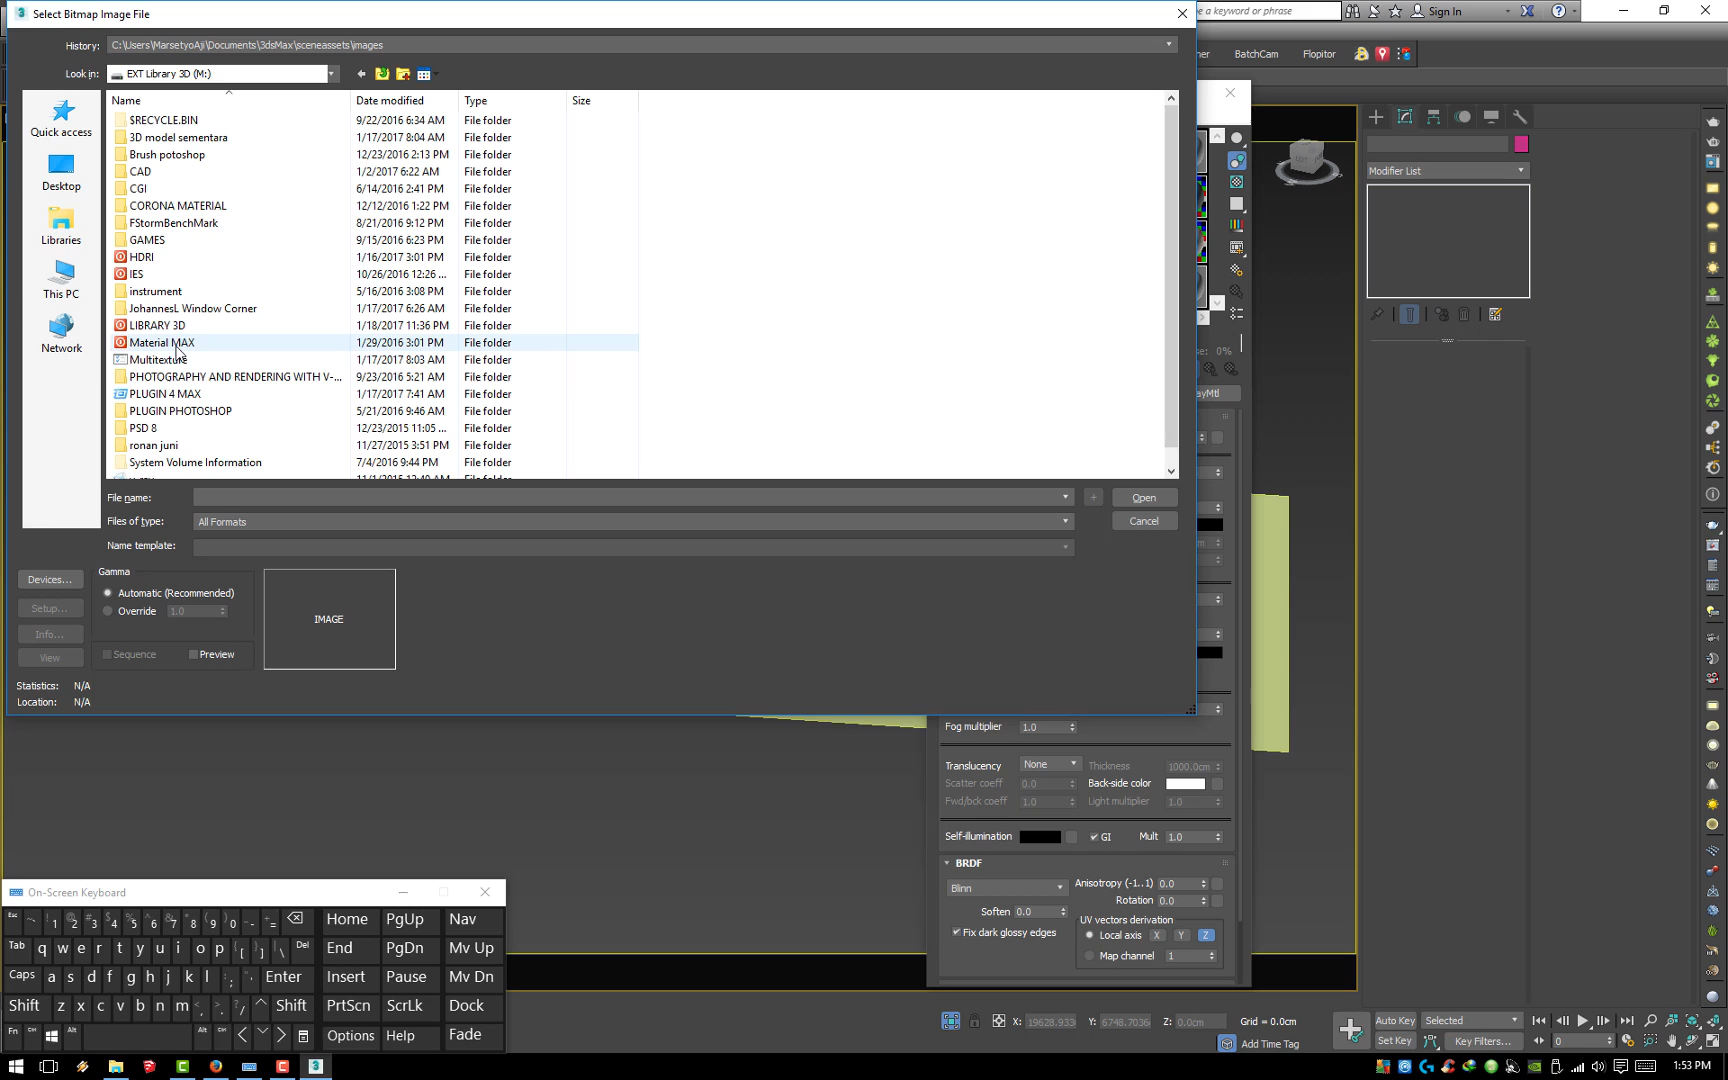 Select Bitmap Image File
e a keyword or phrase
Sign In
History: C:\Users\MarsetyoAji\Documents\3dsMax\sceneassets\images
Look in: EXT Library 3D (M:)
BatchCam Flopitor
Name Date modified Type Size
$RECYCLE.BIN 9/22/2016 6:34 AM File folder
3D model sementara 1/17/2017 8:04 AM File folder
Brush potoshop 12/23/2016 2:13 PM File folder
CAD 1/2/2017 6:22 AM File folder
CGI 6/14/2016 2:41 PM File folder
CORONA MATERIAL 12/12/2016 1:22 PM File folder
FStormBenchMark 8/21/2016 9:12 PM File folder
GAMES 9/15/2016 6:23 PM File folder
HDRI 1/16/2017 3:01 PM File folder
IES 10/26/2016 12:26 ... File folder
instrument 5/16/2016 3:08 PM File folder
JohannesL Window Corner 1/17/2017 6:26 AM File folder
LIBRARY 3D 1/18/2017 11:36 PM File folder
Material MAX 1/29/2016 3:01 PM File folder
Multitexture 1/17/2017 8:03 AM File folder
PHOTOGRAPHY AND RENDERING WITH V-... 9/23/2016 5:21 AM File folder
PLUGIN 4 MAX 1/17/2017 7:41 AM File folder
PLUGIN PHOTOSHOP 5/21/2016 9:46 AM File folder
PSD 8 12/23/2015 11:05 ... File folder
ronan juni 11/27/2015 3:51 PM File folder
System Volume Information 7/4/2016 9:44 PM File folder
Quick access
Desktop
Libraries
This PC
Network
File name: Open
Files of type: All Formats Cancel
Name template:
Devices...
Setup...
Info...
View
Gamma
Automatic (Recommended)
Override 1.0
Sequence Preview
IMAGE
Statistics: N/A
Location: N/A
Modifier List
Fog multiplier 1.0
Translucency None Thickness 1000.0cm
Scatter coeff 0.0 Back-side color
Fwd/bck coeff 1.0 Light multiplier 1.0
Self-illumination GI Mult 1.0
BRDF
Blinn Anisotropy (-1..1) 0.0
Rotation 0.0
Soften 0.0 UV vectors derivation
Fix dark glossy edges Local axis X Y Z
Map channel 1
On-Screen Keyboard
Esc ~ ` ! 1 @ 2 # 3 $ 4 % 5 ^ 6 & 7 * 8 ( 9 ) 0 _ - + = Home PgUp Nav
Tab q w e r t y u i o p { [ } ] | \ Del End PgDn Mv Up
Caps a s d f g h j k l : ; " ' Enter Insert Pause Mv Dn
Shift z x c v b n m < , > . ? / Shift PrtScn ScrLk Dock
Fn Ctrl Alt Alt Ctrl Options Help Fade
X: 19628.933 Y: 6748.7036 Z: 0.0cm Grid = 0.0cm
Add Time Tag
Auto Key Selected
Set Key Key Filters... 0
1:53 PM